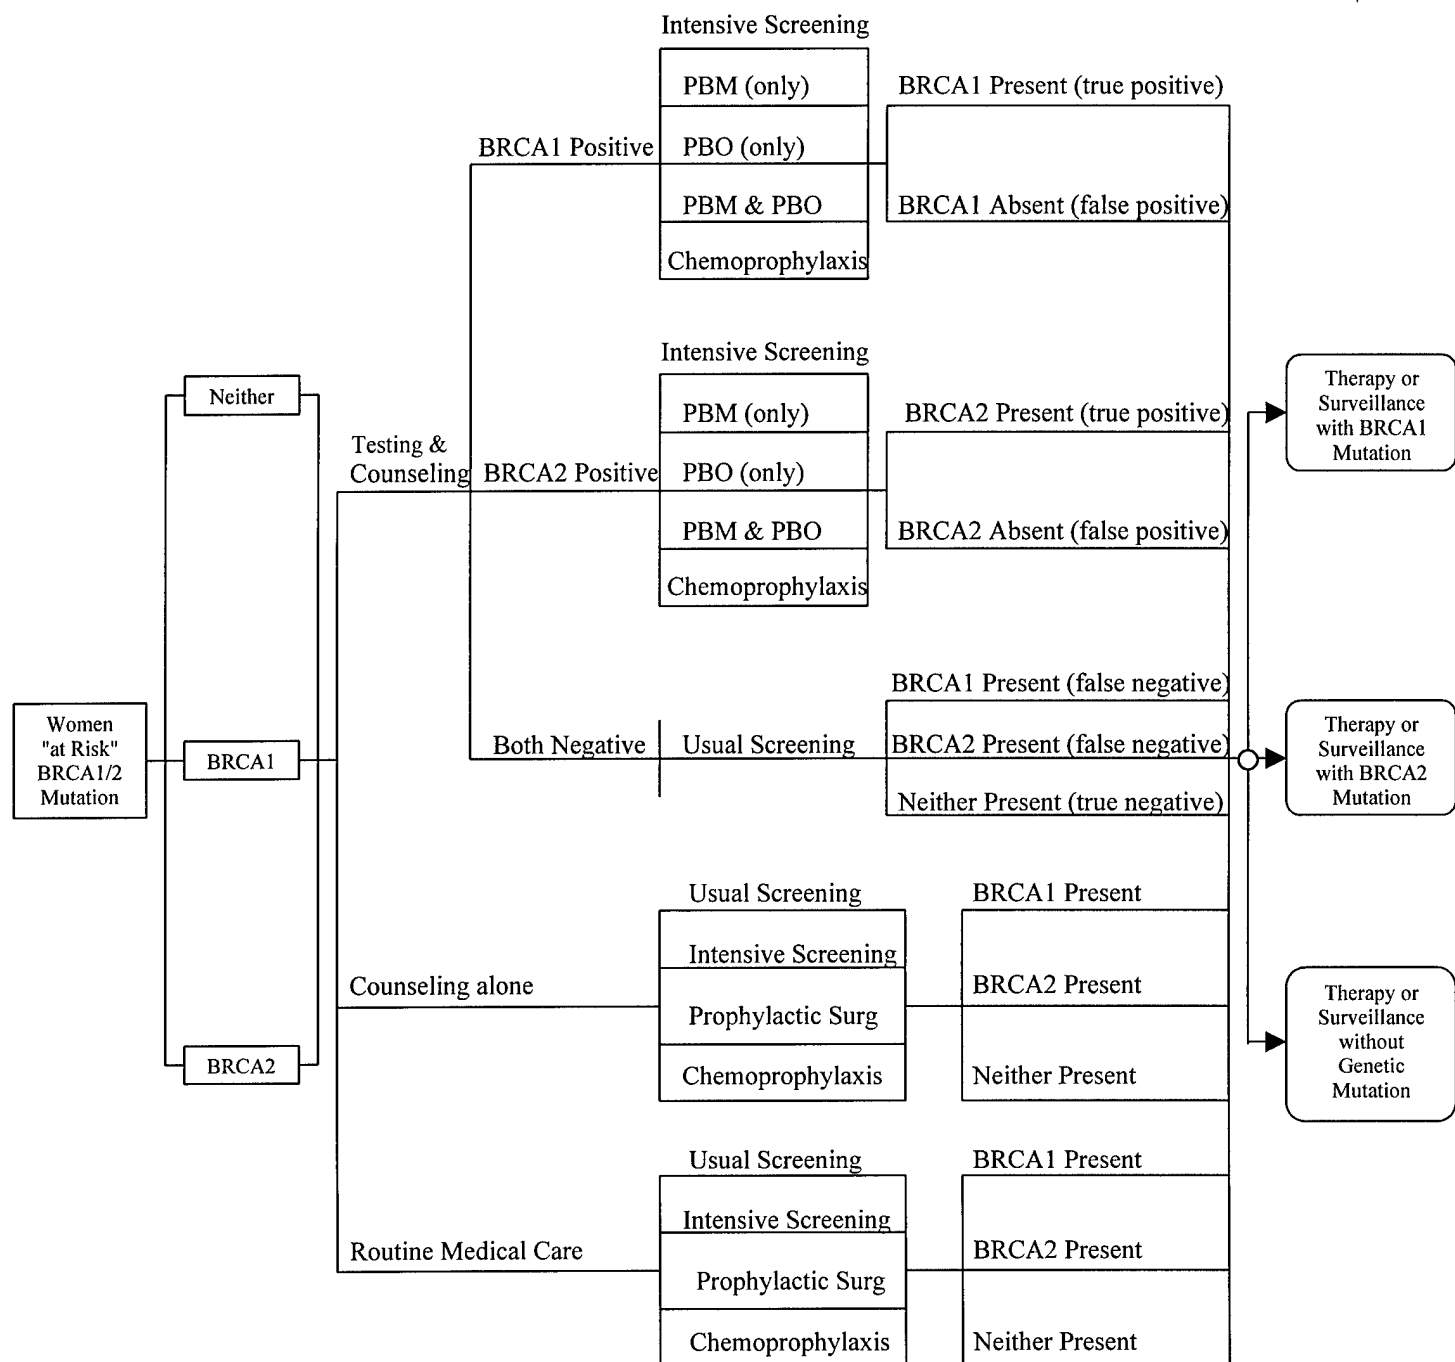 Intensive Screening
PBM (only)
PBO (only)
PBM & PBO
Chemoprophylaxis
BRCA1 Positive
BRCA1 Present (true positive)
BRCA1 Absent (false positive)
Intensive Screening
PBM (only)
PBO (only)
PBM & PBO
Chemoprophylaxis
Testing &
Counseling
BRCA2 Positive
BRCA2 Present (true positive)
BRCA2 Absent (false positive)
Neither
BRCA1
BRCA2
Women
"at Risk"
BRCA1/2
Mutation
Both Negative
Usual Screening
BRCA1 Present (false negative)
BRCA2 Present (false negative)
Neither Present (true negative)
Counseling alone
Usual Screening
Intensive Screening
Prophylactic Surg
Chemoprophylaxis
BRCA1 Present
BRCA2 Present
Neither Present
Routine Medical Care
Usual Screening
Intensive Screening
Prophylactic Surg
Chemoprophylaxis
BRCA1 Present
BRCA2 Present
Neither Present
Therapy or
Surveillance
with BRCA1
Mutation
Therapy or
Surveillance
with BRCA2
Mutation
Therapy or
Surveillance
without
Genetic
Mutation